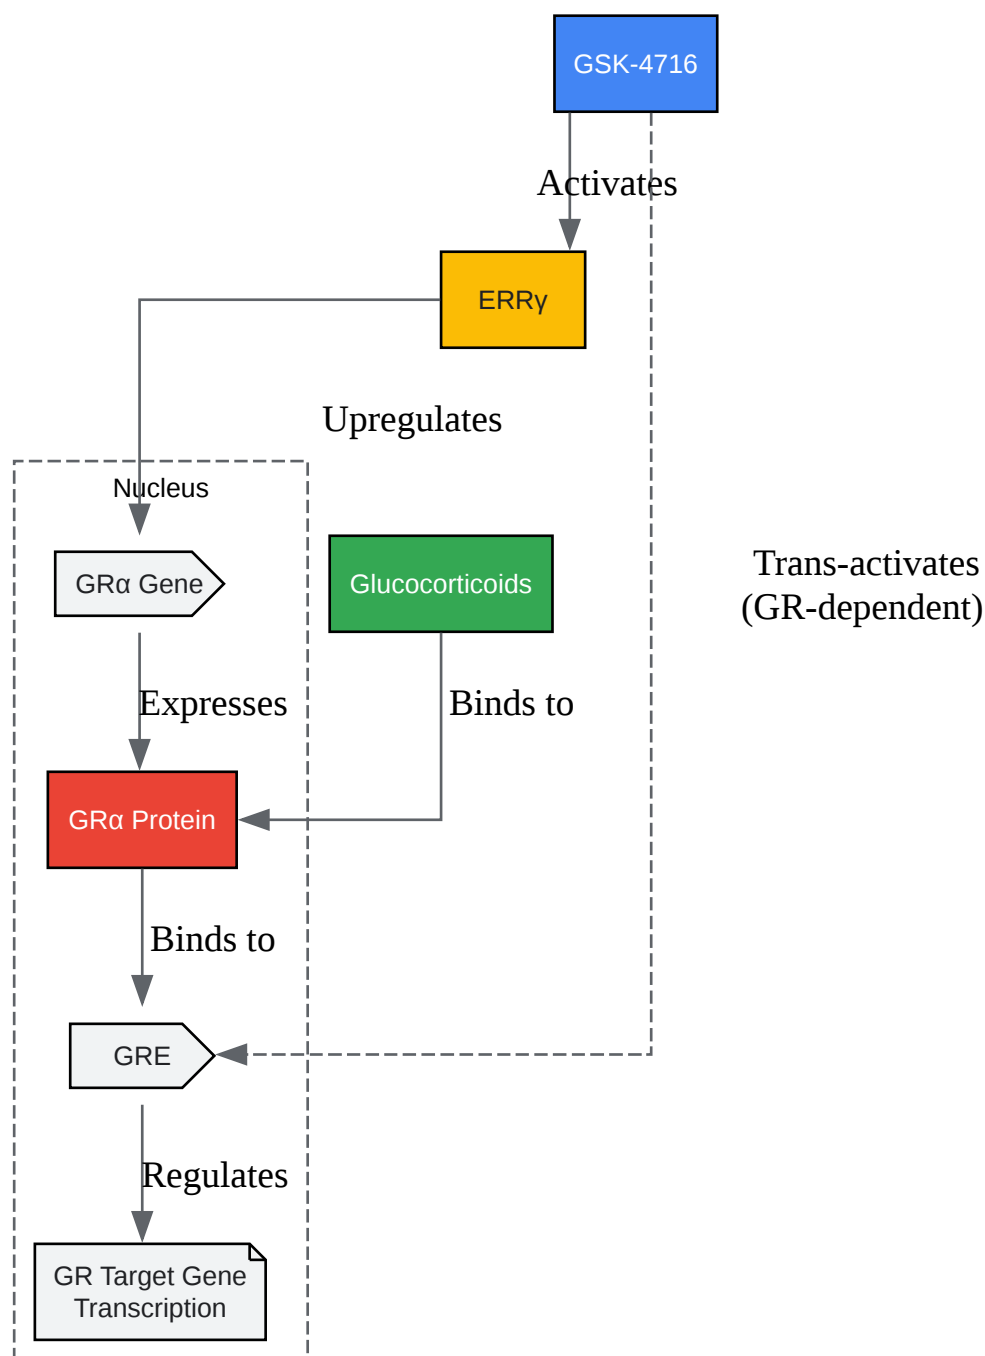 GSK-4716
Activates
ERRγ
Upregulates
Nucleus
GRα Gene
Glucocorticoids
Trans-activates
(GR-dependent)
Expresses
Binds to
GRα Protein
Binds to
GRE
Regulates
GR Target Gene
Transcription